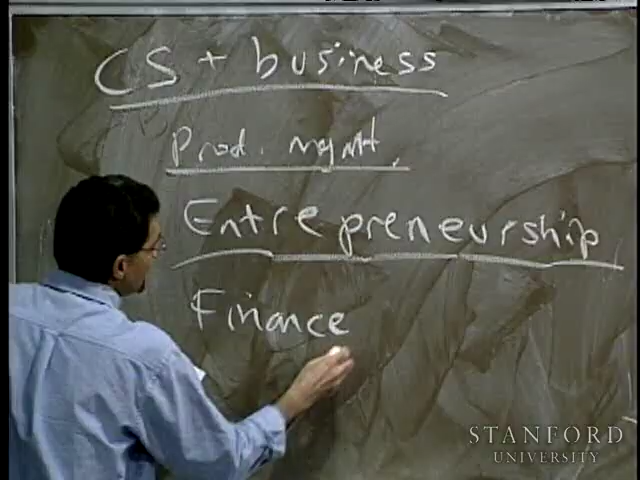 CS + business
Prod. mgmt.
Entrepreneurship
Finance
STANFORD
UNIVERSITY